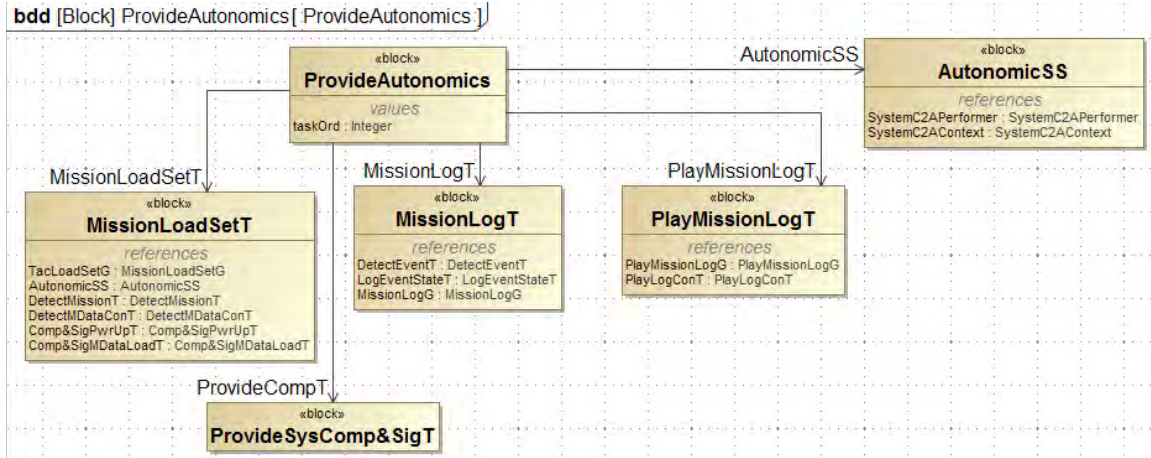 bdd [Block] ProvideAutonomics[ ProvideAutonomics ]
«block»
ProvideAutonomics
values
taskOrd : Integer
AutonomicSS
«block»
AutonomicSS
references
SystemC2APerformer : SystemC2APerformer
SystemC2AContext : SystemC2AContext
MissionLoadSetT
«block»
MissionLoadSetT
references
TacLoadSetG : MissionLoadSetG
AutonomicSS : AutonomicSS
DetectMissionT : DetectMissionT
DetectMDataConT : DetectMDataConT
Comp&SigPwrUpT : Comp&SigPwrUpT
Comp&SigMDataLoadT : Comp&SigMDataLoadT
MissionLogT
«block»
MissionLogT
references
DetectEventT : DetectEventT
LogEventStateT : LogEventStateT
MissionLogG : MissionLogG
PlayMissionLogT
«block»
PlayMissionLogT
references
PlayMissionLogG : PlayMissionLogG
PlayLogConT : PlayLogConT
ProvideCompT
«block»
ProvideSysComp&SigT